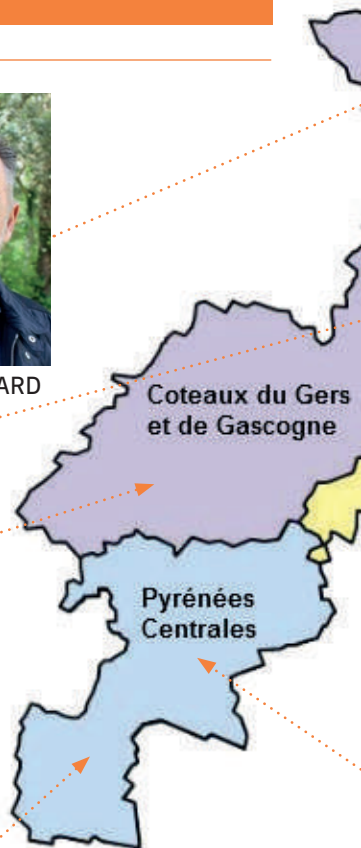 ARD
Coteaux du Gers
et de Gascogne
Pyrénées
Centrales